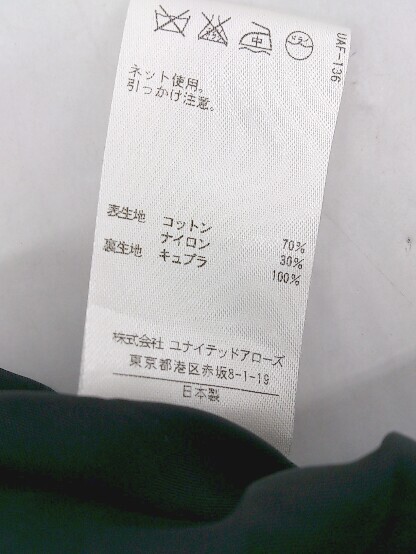 UAF-136
中
ネット使用。
引っかけ注意。
表生地 コットン 70%
ナイロン 30%
裏生地 キュプラ 100%
株式会社 ユナイテッドアローズ
東京都港区赤坂8-1-19
日本製